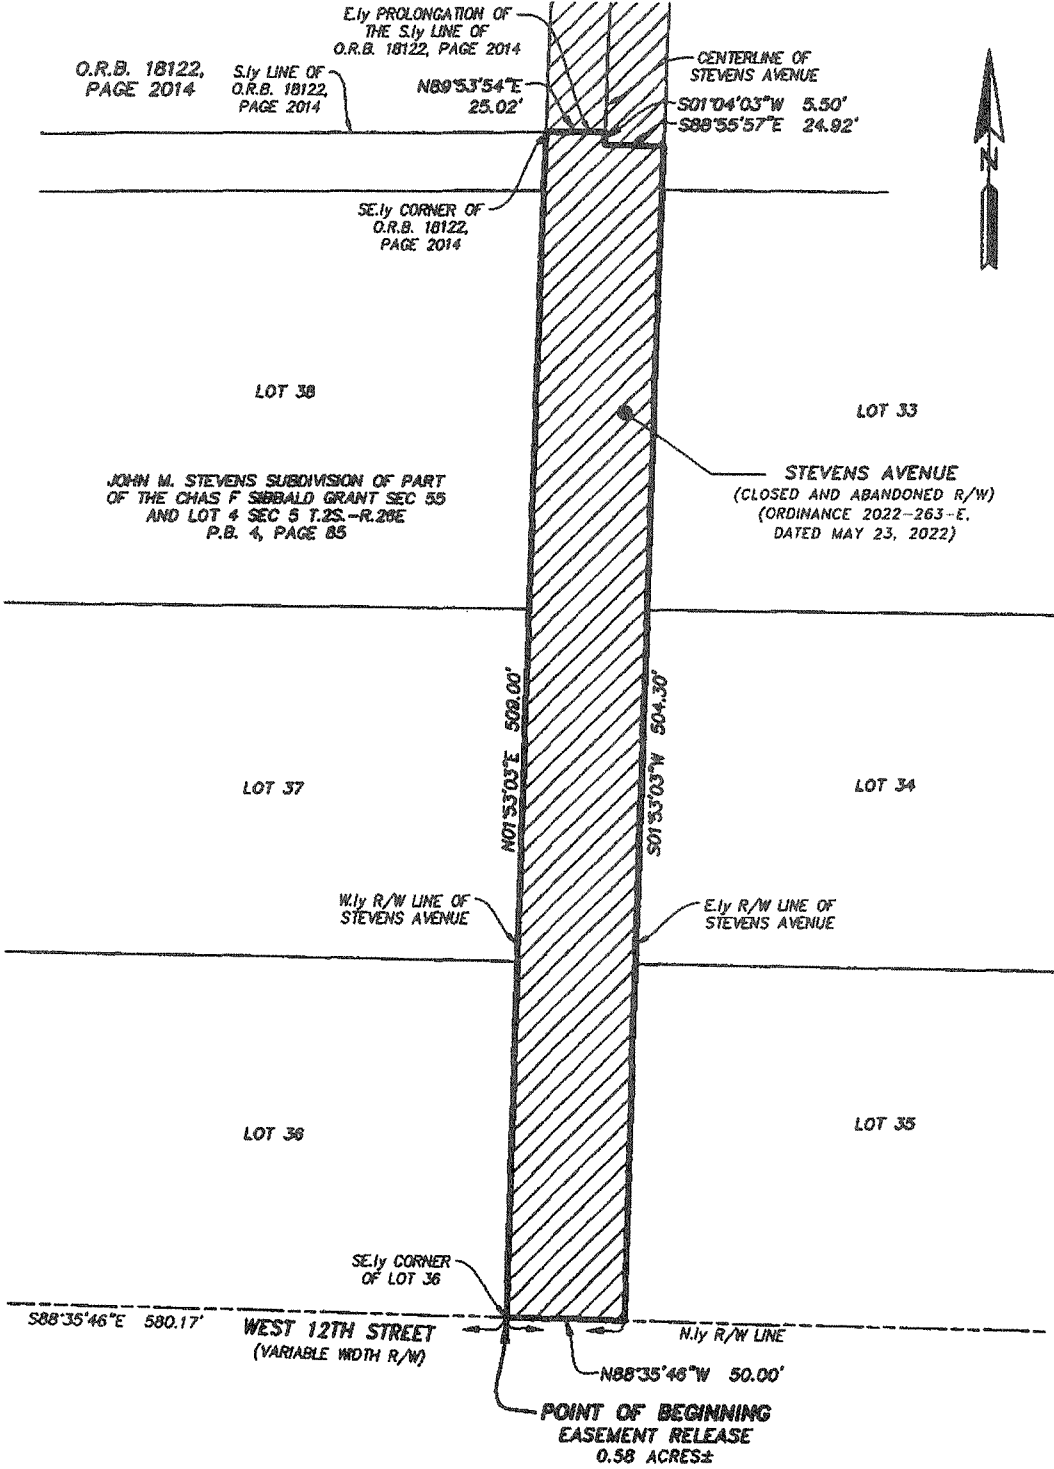 E.ly PROLONGATION OF
THE S.ly LINE OF
O.R.B. 18122, PAGE 2014
CENTERLINE OF
STEVENS AVENUE
O.R.B. 18122,
PAGE 2014
S.ly LINE OF
O.R.B. 18122,
PAGE 2014
N89°53'54"E
25.02'
S01°04'03"W 5.50'
S88°55'57"E 24.92'
N
SE.ly CORNER OF
O.R.B. 18122,
PAGE 2014
LOT 38
LOT 33
JOHN M. STEVENS SUBDIVISION OF PART
OF THE CHAS F SIBBALD GRANT SEC 55
AND LOT 4 SEC 5 T.2S.-R.26E
P.B. 4, PAGE 85
STEVENS AVENUE
(CLOSED AND ABANDONED R/W)
(ORDINANCE 2022-263-E,
DATED MAY 23, 2022)
N01°53'03"E 509.00'
S01°53'03"W 504.30'
LOT 37
LOT 34
W.ly R/W LINE OF
STEVENS AVENUE
E.ly R/W LINE OF
STEVENS AVENUE
LOT 36
LOT 35
SE.ly CORNER
OF LOT 36
S88°35'46"E 580.17'
WEST 12TH STREET
(VARIABLE WIDTH R/W)
N.ly R/W LINE
N88°35'46"W 50.00'
POINT OF BEGINNING
EASEMENT RELEASE
0.58 ACRES±